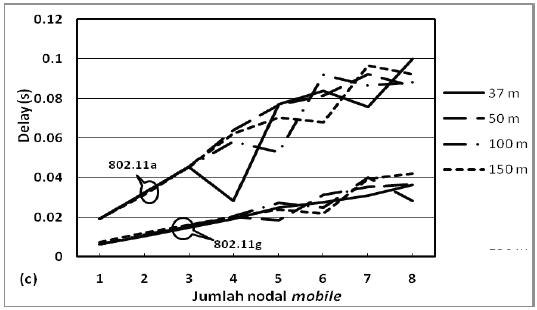 0.12
0.1
0.08
0.06
0.04
0.02
0
Delay (s)
802.11a
802.11g
37 m
50 m
100 m
150 m
(c)
1 2 3 4 5 6 7 8
Jumlah nodal mobile